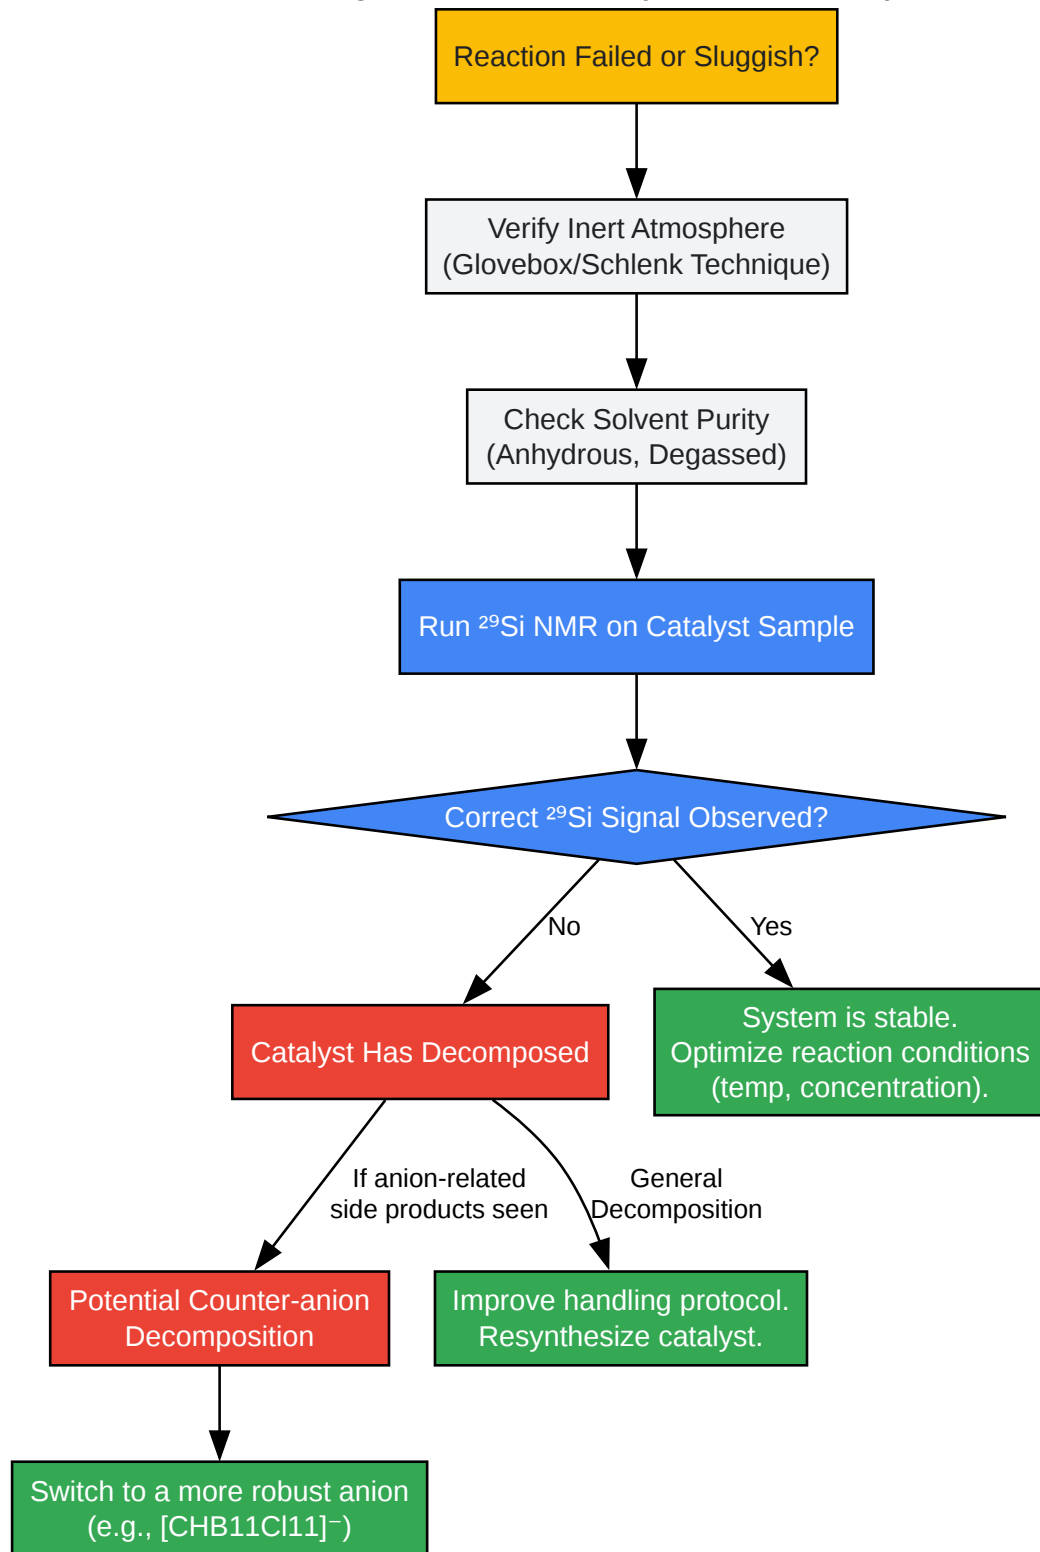 Reaction Failed or Sluggish?
Verify Inert Atmosphere
(Glovebox/Schlenk Technique)
Check Solvent Purity
(Anhydrous, Degassed)
Run ²⁹Si NMR on Catalyst Sample
Correct ²⁹Si Signal Observed?
No
Yes
Catalyst Has Decomposed
System is stable.
Optimize reaction conditions
(temp, concentration).
If anion-related
side products seen
General
Decomposition
Potential Counter-anion
Decomposition
Improve handling protocol.
Resynthesize catalyst.
Switch to a more robust anion
(e.g., [CHB11Cl11]⁻)